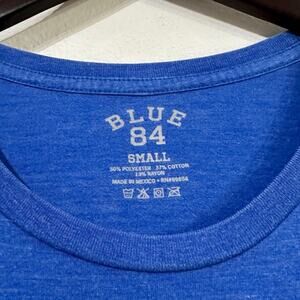 BLUE
84
SMALL
50% POLYESTER 37% COTTON
13% RAYON
MADE IN MEXICO •